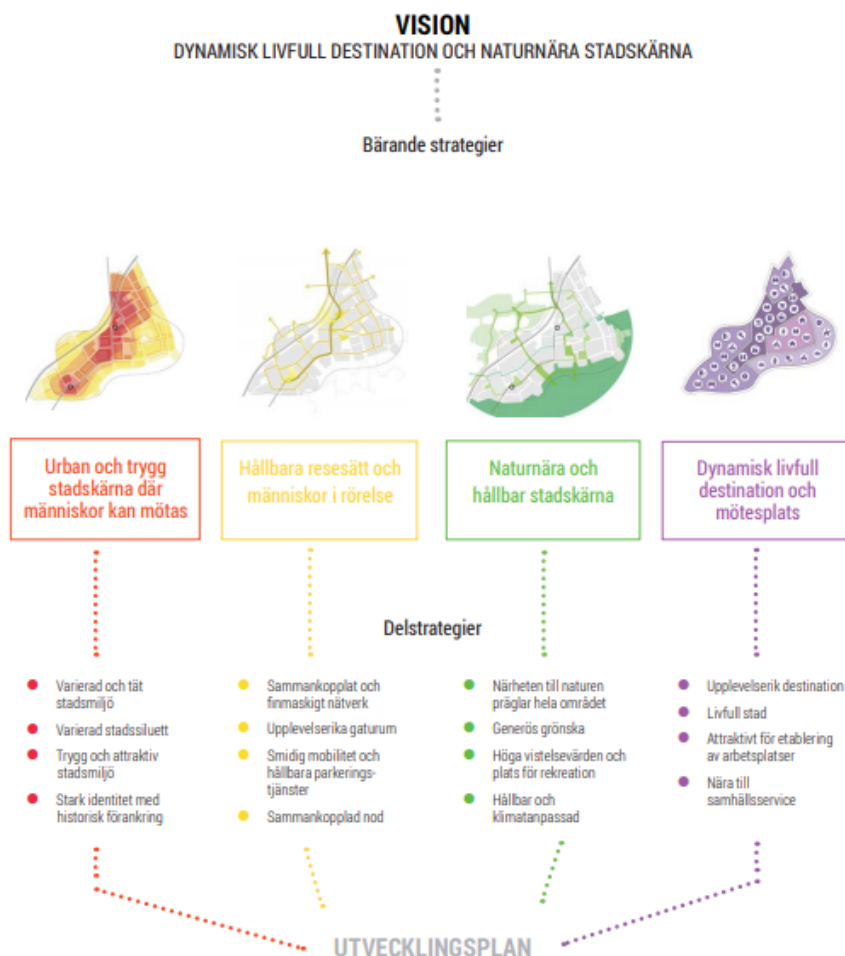 VISION
DYNAMISK LIVFULL DESTINATION OCH NATURNÄRA STADSKÄRNA
Bärande strategier
Urban och trygg
stadskärna där
människor kan mötas
Hållbara resesätt och
människor i rörelse
Naturnära och
hållbar stadskärna
Dynamisk livfull
destination och
mötesplats
Delstrategier
Varierad och tät
stadsmiljö
Varierad stadssiluett
Trygg och attraktiv
stadsmiljö
Stark identitet med
historisk förankring
Sammankopplat och
finmaskigt nätverk
Upplevelserika gaturum
Smidig mobilitet och
hållbara parkerings-
tjänster
Sammankopplad nod
Närheten till naturen
präglar hela området
Generös grönska
Höga vistelsevärden och
plats för rekreation
Hållbar och
klimatanpassad
Upplevelserik destination
Livfull stad
Attraktivt för etablering
av arbetsplatser
Nära till
samhällsservice
UTVECKLINGSPLAN